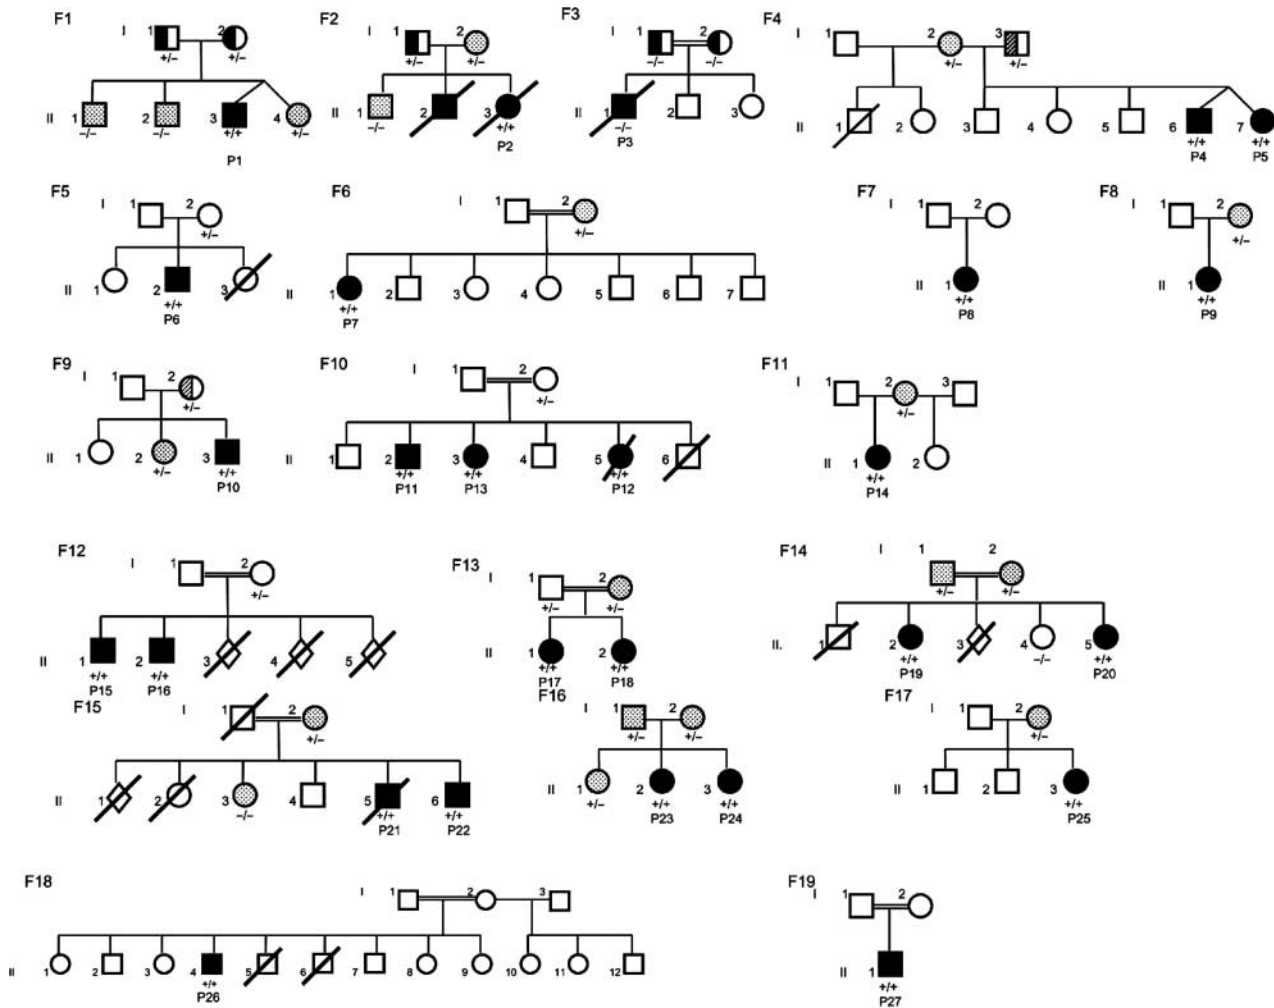 F1 I 1 2 F2 I 1 2 F3 I 1 2 F4 I 1 2 3
+/− +/− +/− +/− −/− −/− +/− +/−
II 1 2 3 4 II 1 2 3 II 1 2 3 II 1 2 3 4 5 6 7
−/− −/− +/+ +/− −/− +/+ −/− +/+ +/+
P1 P2 P3 P4 P5
F5 I 1 2 F6 I 1 2 F7 I 1 2 F8 I 1 2
+/− +/− +/− +/−
II 1 2 3 II 1 2 3 4 5 6 7 II 1 II 1
+/+ +/+ +/+ +/+
P6 P7 P8 P9
F9 I 1 2 F10 I 1 2 F11 I 1 2 3
+/− +/− +/−
II 1 2 3 II 1 2 3 4 5 6 II 1 2
+/− +/+ +/+ +/+ +/+ +/+
P10 P11 P13 P12 P14
F12 I 1 2 F13 I 1 2 F14 I 1 2
+/− +/− +/− +/− +/−
II 1 2 3 4 5 II 1 2 II. 1 2 3 4 5
+/+ +/+ +/+ +/+ +/+ −/− +/+
P15 P16 P17 P18 P19 P20
F15 I 1 2 F16 I 1 2 F17 I 1 2
+/− +/− +/− +/−
II 1 2 3 4 5 6 II 1 2 3 II 1 2 3
−/− +/+ +/+ +/− +/+ +/+ +/+
P21 P22 P23 P24 P25
F18 I 1 2 3 F19 I 1 2
II 1 2 3 4 5 6 7 8 9 10 11 12 II 1
+/+ +/+
P26 P27